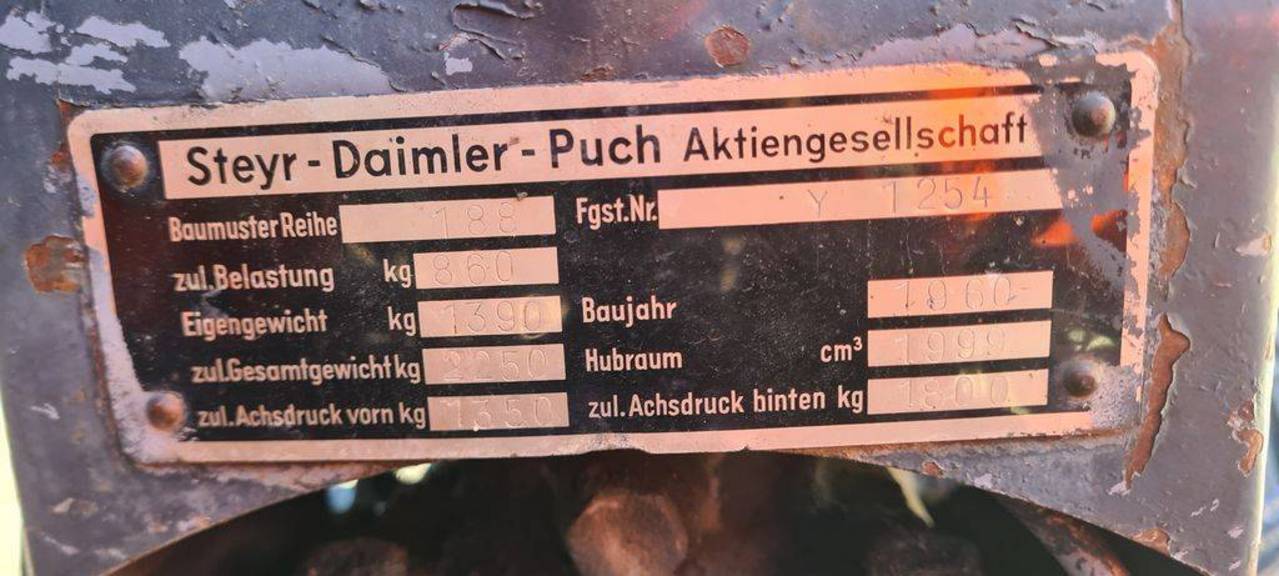 Steyr-Daimler-Puch Aktiengesellschaft
Baumuster Reihe 188 Fgst.Nr. Y 1254
zul.Belastung kg 860
Eigengewicht kg 1390 Baujahr 1960
zul.Gesamtgewicht kg 2250 Hubraum cm³ 1999
zul.Achsdruck vorn kg 1350 zul.Achsdruck binten kg 1800